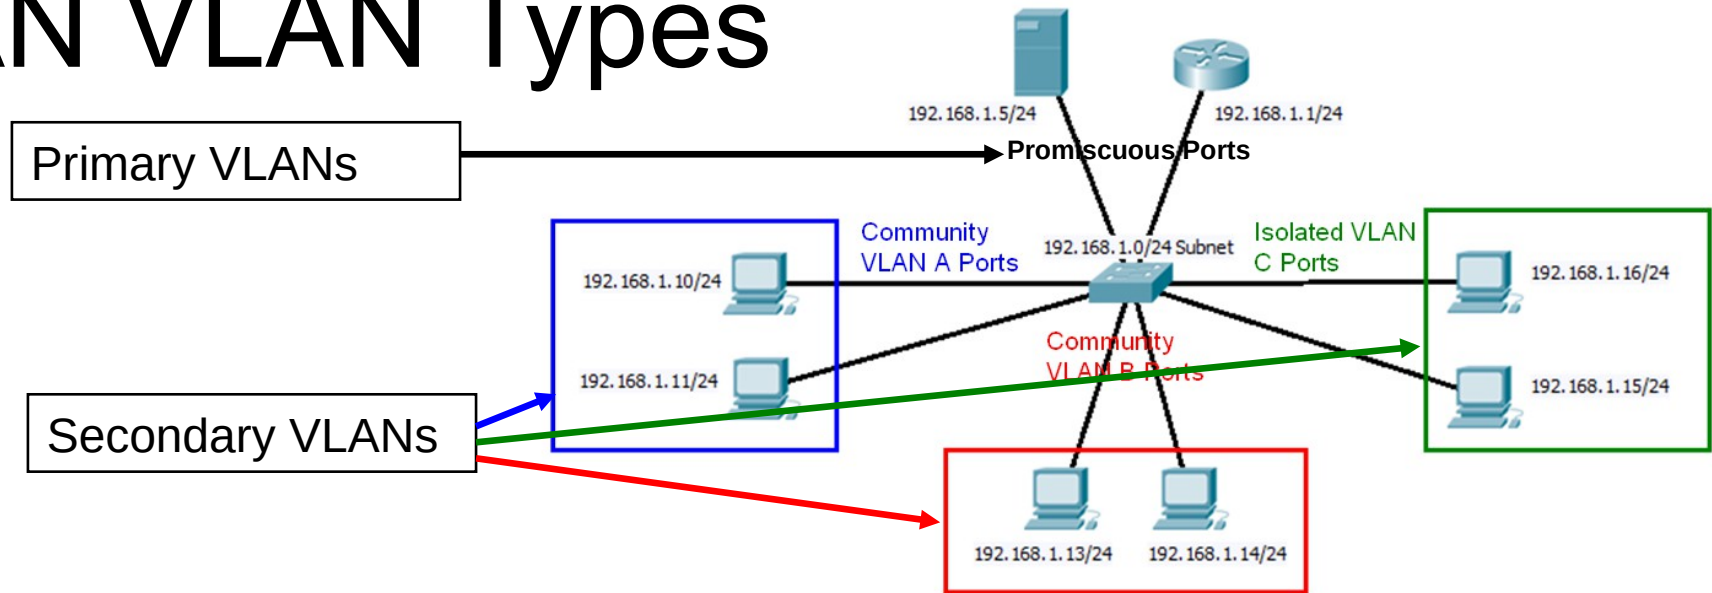 AN VLAN Types
192.168.1.5/24
192.168.1.1/24
Primary VLANs
Promiscuous Ports
Community
VLAN A Ports
192.168.1.0/24 Subnet
Isolated VLAN
C Ports
192.168.1.10/24
192.168.1.16/24
Community
VLAN B Ports
192.168.1.11/24
192.168.1.15/24
Secondary VLANs
192.168.1.13/24
192.168.1.14/24